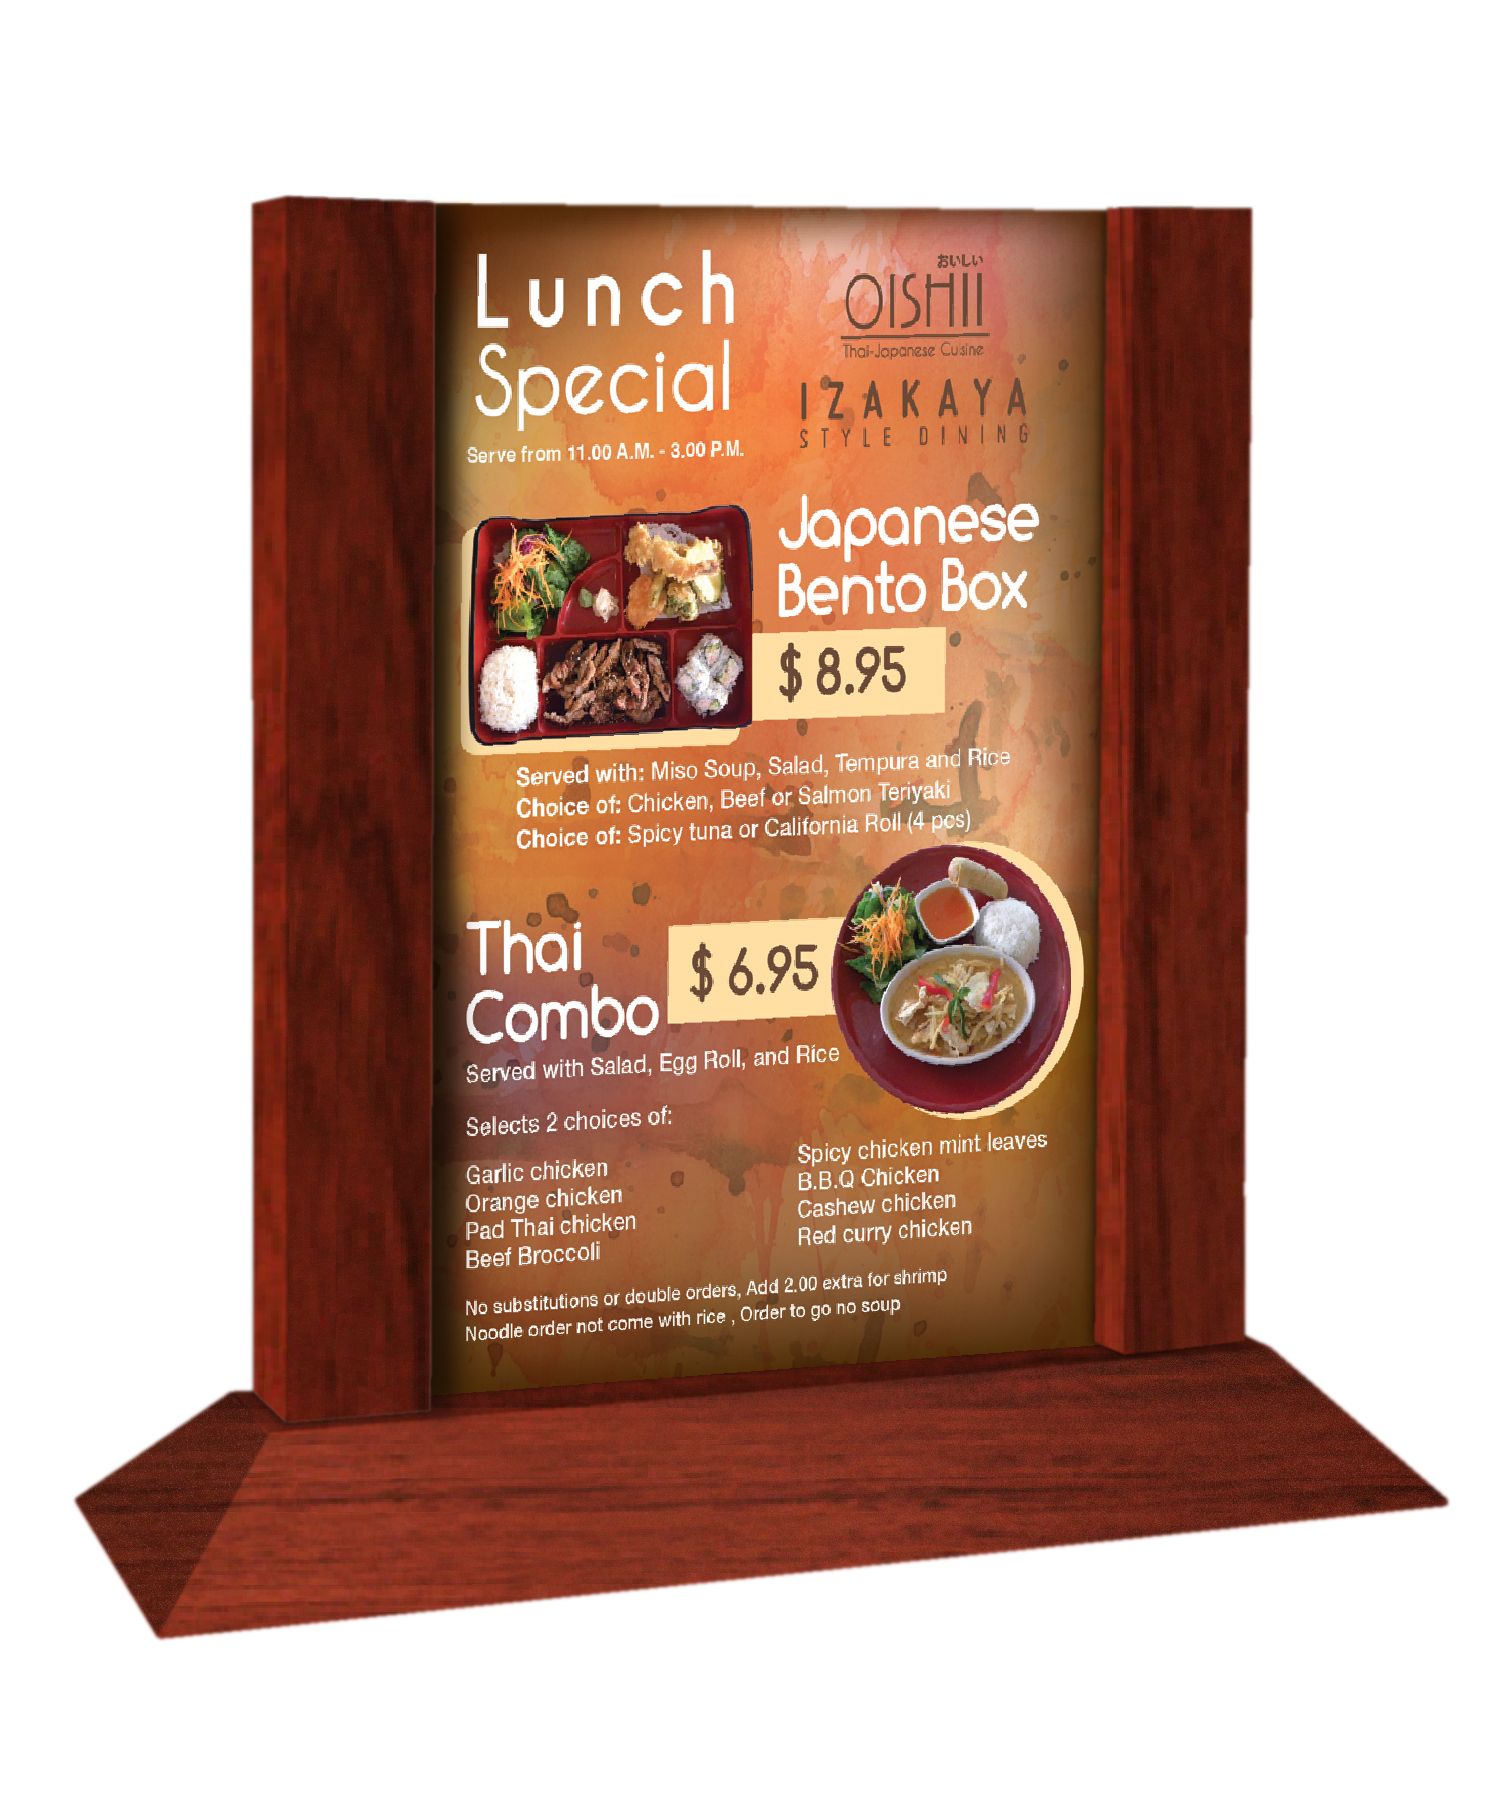 Lunch
Special
Serve from 11.00 A.M. - 3.00 P.M.
おいしい
OISHII
Thai-Japanese Cuisine
IZAKAYA
STYLE DINING
Japanese
Bento Box
$ 8.95
Served with: Miso Soup, Salad, Tempura and Rice
Choice of: Chicken, Beef or Salmon Teriyaki
Choice of: Spicy tuna or California Roll (4 pcs)
Thai
Combo
$ 6.95
Served with Salad, Egg Roll, and Rice
Selects 2 choices of:
Garlic chicken
Orange chicken
Pad Thai chicken
Beef Broccoli
Spicy chicken mint leaves
B.B.Q Chicken
Cashew chicken
Red curry chicken
No substitutions or double orders, Add 2.00 extra for shrimp
Noodle order not come with rice , Order to go no soup